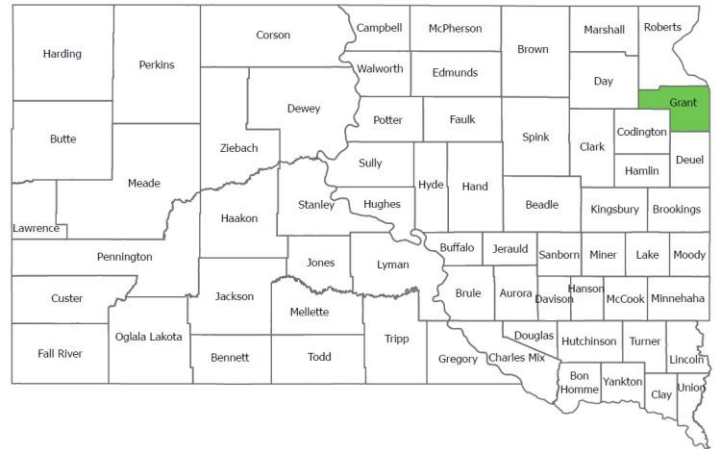 Harding
Perkins
Corson
Campbell
McPherson
Brown
Marshall
Roberts
Walworth
Edmunds
Day
Grant
Butte
Dewey
Ziebach
Potter
Faulk
Spink
Clark
Codington
Deuel
Hamlin
Meade
Sully
Hyde
Hand
Lawrence
Haakon
Stanley
Hughes
Beadle
Kingsbury
Brookings
Pennington
Jones
Lyman
Buffalo
Jerauld
Sanborn
Miner
Lake
Moody
Custer
Jackson
Mellette
Brule
Aurora
Davison
Hanson
McCook
Minnehaha
Fall River
Oglala Lakota
Bennett
Todd
Tripp
Gregory
Charles Mix
Douglas
Hutchinson
Turner
Lincoln
Bon
Homme
Yankton
Clay
Union